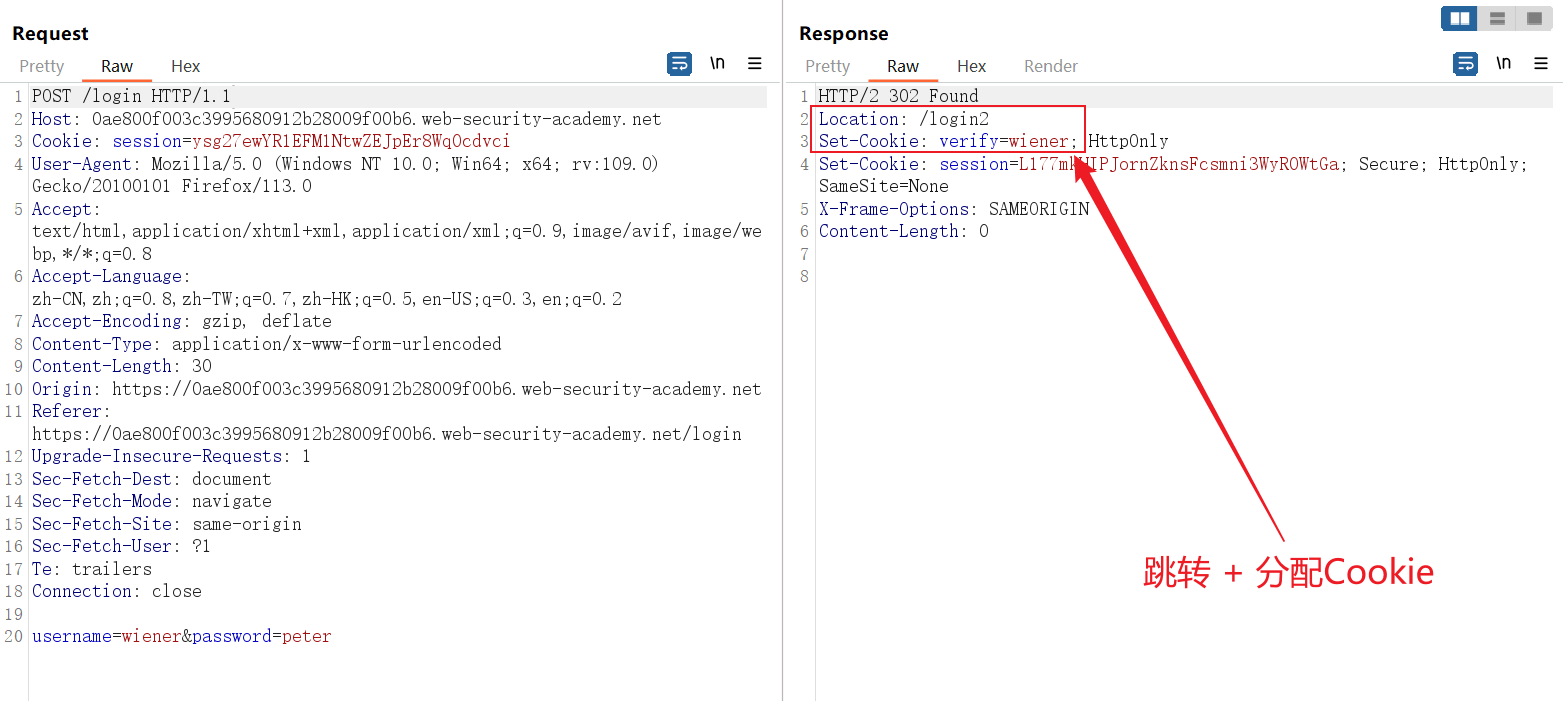 Request
Pretty Raw Hex
\n
1 POST /login HTTP/1.1
2 Host: 0ae800f003c3995680912b28009f00b6.web-security-academy.net
3 Cookie: session=ysg27ewYR1EFM1NtwZEJpEr8WqOcdvci
4 User-Agent: Mozilla/5.0 (Windows NT 10.0; Win64; x64; rv:109.0)
Gecko/20100101 Firefox/113.0
5 Accept:
text/html,application/xhtml+xml,application/xml;q=0.9,image/avif,image/we
bp,*/*;q=0.8
6 Accept-Language:
zh-CN,zh;q=0.8,zh-TW;q=0.7,zh-HK;q=0.5,en-US;q=0.3,en;q=0.2
7 Accept-Encoding: gzip, deflate
8 Content-Type: application/x-www-form-urlencoded
9 Content-Length: 30
10 Origin: https://0ae800f003c3995680912b28009f00b6.web-security-academy.net
11 Referer:
https://0ae800f003c3995680912b28009f00b6.web-security-academy.net/login
12 Upgrade-Insecure-Requests: 1
13 Sec-Fetch-Dest: document
14 Sec-Fetch-Mode: navigate
15 Sec-Fetch-Site: same-origin
16 Sec-Fetch-User: ?1
17 Te: trailers
18 Connection: close
19
20 username=wiener&password=peter
Response
Pretty Raw Hex Render
\n
1 HTTP/2 302 Found
2 Location: /login2
3 Set-Cookie: verify=wiener; HttpOnly
4 Set-Cookie: Secure; HttpOnly;
SameSite=None
5 X-Frame-Options: SAMEORIGIN
6 Content-Length: 0
7
8
跳转 + 分配Cookie